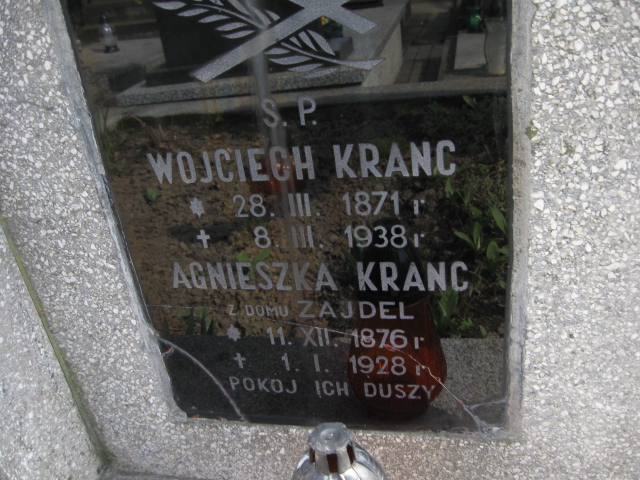 S. P.
WOJCIECH KRANC
* 28. III. 1871 r
+ 8. III. 1938 r
AGNIESZKA KRANC
Z DOMU ZAJDEL
* 11. XII. 1876 r
+ 1. I. 1928 r
POKÓJ ICH DUSZY